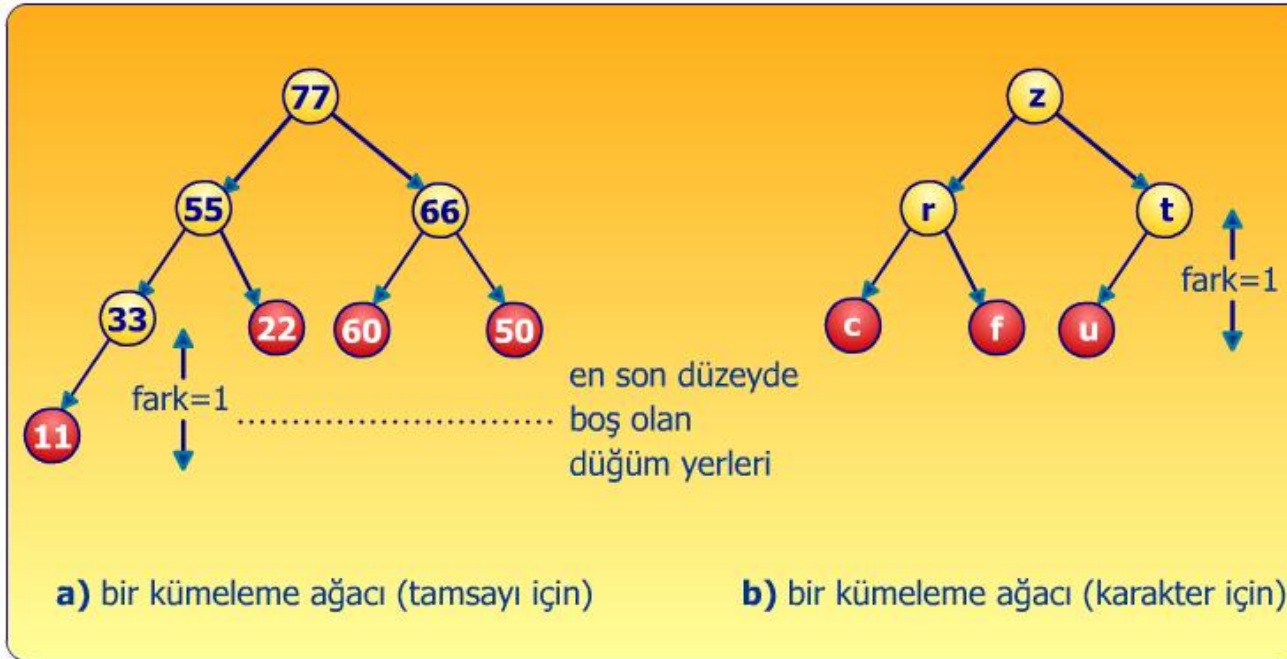 77
z
55
66
r
t
fark=1
33
22
60
50
c
f
u
fark=1
11
en son düzeyde
boş olan
düğüm yerleri
a) bir kümeleme ağacı (tamsayı için)
b) bir kümeleme ağacı (karakter için)